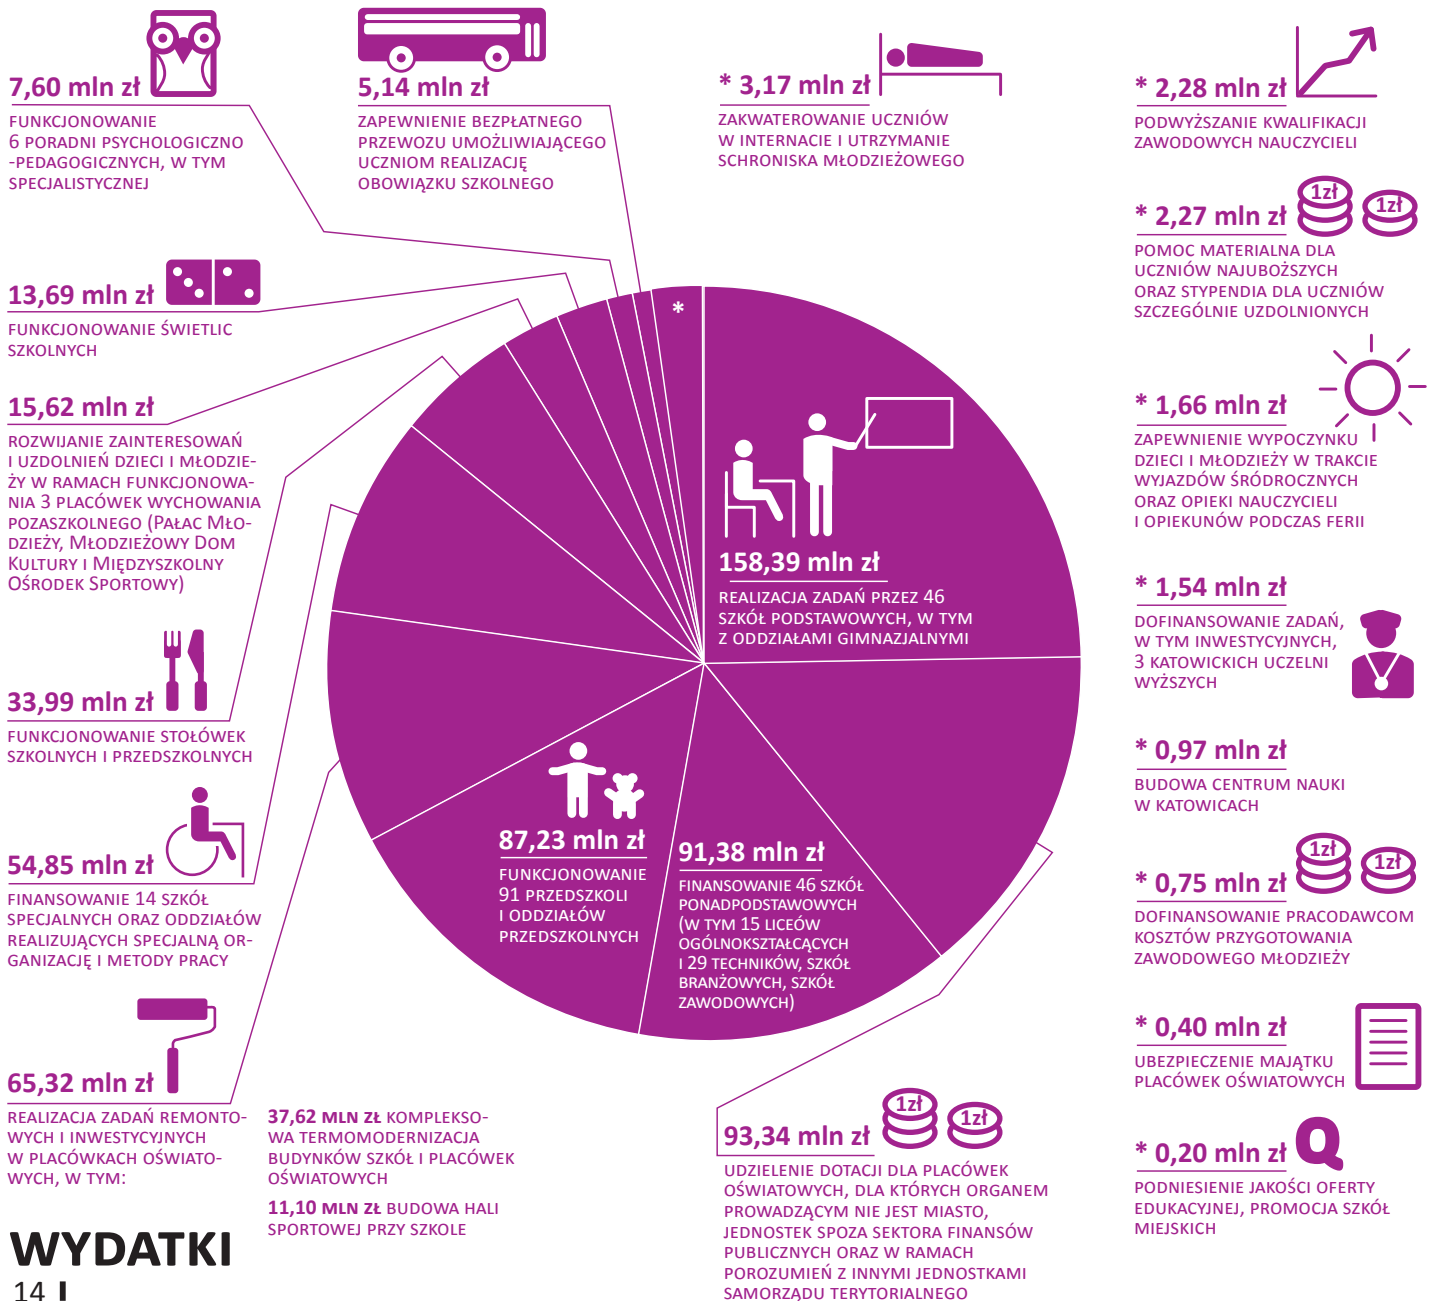 7,60 mln zł
FUNKCJONOWANIE
6 PORADNI PSYCHOLOGICZNO
-PEDAGOGICZNYCH, W TYM
SPECJALISTYCZNEJ
5,14 mln zł
ZAPEWNIENIE BEZPŁATNEGO
PRZEWOZU UMOŻLIWIAJĄCEGO
UCZNIOM REALIZACJĘ
OBOWIĄZKU SZKOLNEGO
* 3,17 mln zł
ZAKWATEROWANIE UCZNIÓW
W INTERNACIE I UTRZYMANIE
SCHRONISKA MŁODZIEŻOWEGO
* 2,28 mln zł
PODWYŻSZANIE KWALIFIKACJI
ZAWODOWYCH NAUCZYCIELI
* 2,27 mln zł
1zł
1zł
POMOC MATERIALNA DLA
UCZNIÓW NAJUBOŻSZYCH
ORAZ STYPENDIA DLA UCZNIÓW
SZCZEGÓLNIE UZDOLNIONYCH
* 1,66 mln zł
ZAPEWNIENIE WYPOCZYNKU
DZIECI I MŁODZIEŻY W TRAKCIE
WYJAZDÓW ŚRÓDROCZNYCH
ORAZ OPIEKI NAUCZYCIELI
I OPIEKUNÓW PODCZAS FERII
* 1,54 mln zł
DOFINANSOWANIE ZADAŃ,
W TYM INWESTYCYJNYCH,
3 KATOWICKICH UCZELNI
WYŻSZYCH
* 0,97 mln zł
BUDOWA CENTRUM NAUKI
W KATOWICACH
* 0,75 mln zł
1zł
1zł
DOFINANSOWANIE PRACODAWCOM
KOSZTÓW PRZYGOTOWANIA
ZAWODOWEGO MŁODZIEŻY
* 0,40 mln zł
UBEZPIECZENIE MAJĄTKU
PLACÓWEK OŚWIATOWYCH
* 0,20 mln zł
Q
PODNIESIENIE JAKOŚCI OFERTY
EDUKACYJNEJ, PROMOCJA SZKÓŁ
MIEJSKICH
13,69 mln zł
FUNKCJONOWANIE ŚWIETLIC
SZKOLNYCH
15,62 mln zł
ROZWIJANIE ZAINTERESOWAŃ
I UZDOLNIEŃ DZIECI I MŁODZIE-
ŻY W RAMACH FUNKCJONOWA-
NIA 3 PLACÓWEK WYCHOWANIA
POZASZKOLNEGO (PAŁAC MŁO-
DZIEŻY, MŁODZIEŻOWY DOM
KULTURY I MIĘDZYSZKOLNY
OŚRODEK SPORTOWY)
33,99 mln zł
FUNKCJONOWANIE STOŁÓWEK
SZKOLNYCH I PRZEDSZKOLNYCH
54,85 mln zł
FINANSOWANIE 14 SZKÓŁ
SPECJALNYCH ORAZ ODDZIAŁÓW
REALIZUJĄCYCH SPECJALNĄ OR-
GANIZACJĘ I METODY PRACY
65,32 mln zł
REALIZACJA ZADAŃ REMONTO-
WYCH I INWESTYCYJNYCH
W PLACÓWKACH OŚWIATO-
WYCH, W TYM:
37,62 MLN ZŁ KOMPLEKSO-
WA TERMOMODERNIZACJA
BUDYNKÓW SZKÓŁ I PLACÓWEK
OŚWIATOWYCH
11,10 MLN ZŁ BUDOWA HALI
SPORTOWEJ PRZY SZKOLE
*
158,39 mln zł
REALIZACJA ZADAŃ PRZEZ 46
SZKÓŁ PODSTAWOWYCH, W TYM
Z ODDZIAŁAMI GIMNAZJALNYMI
87,23 mln zł
FUNKCJONOWANIE
91 PRZEDSZKOLI
I ODDZIAŁÓW
PRZEDSZKOLNYCH
91,38 mln zł
FINANSOWANIE 46 SZKÓŁ
PONADPODSTAWOWYCH
(W TYM 15 LICEÓW
OGÓLNOKSZTAŁCĄCYCH
I 29 TECHNIKÓW, SZKÓŁ
BRANŻOWYCH, SZKÓŁ
ZAWODOWYCH)
93,34 mln zł
1zł
1zł
UDZIELENIE DOTACJI DLA PLACÓWEK
OŚWIATOWYCH, DLA KTÓRYCH ORGANEM
PROWADZĄCYM NIE JEST MIASTO,
JEDNOSTEK SPOZA SEKTORA FINANSÓW
PUBLICZNYCH ORAZ W RAMACH
POROZUMIEŃ Z INNYMI JEDNOSTKAMI
SAMORZĄDU TERYTORIALNEGO
WYDATKI
14